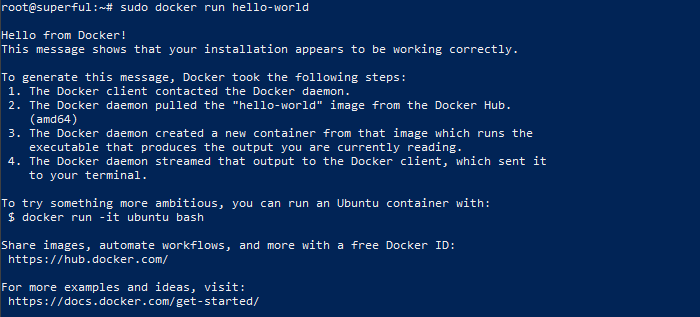 root@superful:~# sudo docker run hello-world
Hello from Docker!
This message shows that your installation appears to be working correctly.
To generate this message, Docker took the following steps:
1. The Docker client contacted the Docker daemon.
2. The Docker daemon pulled the "hello-world" image from the Docker Hub.
(amd64)
3. The Docker daemon created a new container from that image which runs the
executable that produces the output you are currently reading.
4. The Docker daemon streamed that output to the Docker client, which sent it
to your terminal.
To try something more ambitious, you can run an Ubuntu container with:
$ docker run -it ubuntu bash
Share images, automate workflows, and more with a free Docker ID:
https://hub.docker.com/
For more examples and ideas, visit:
https://docs.docker.com/get-started/